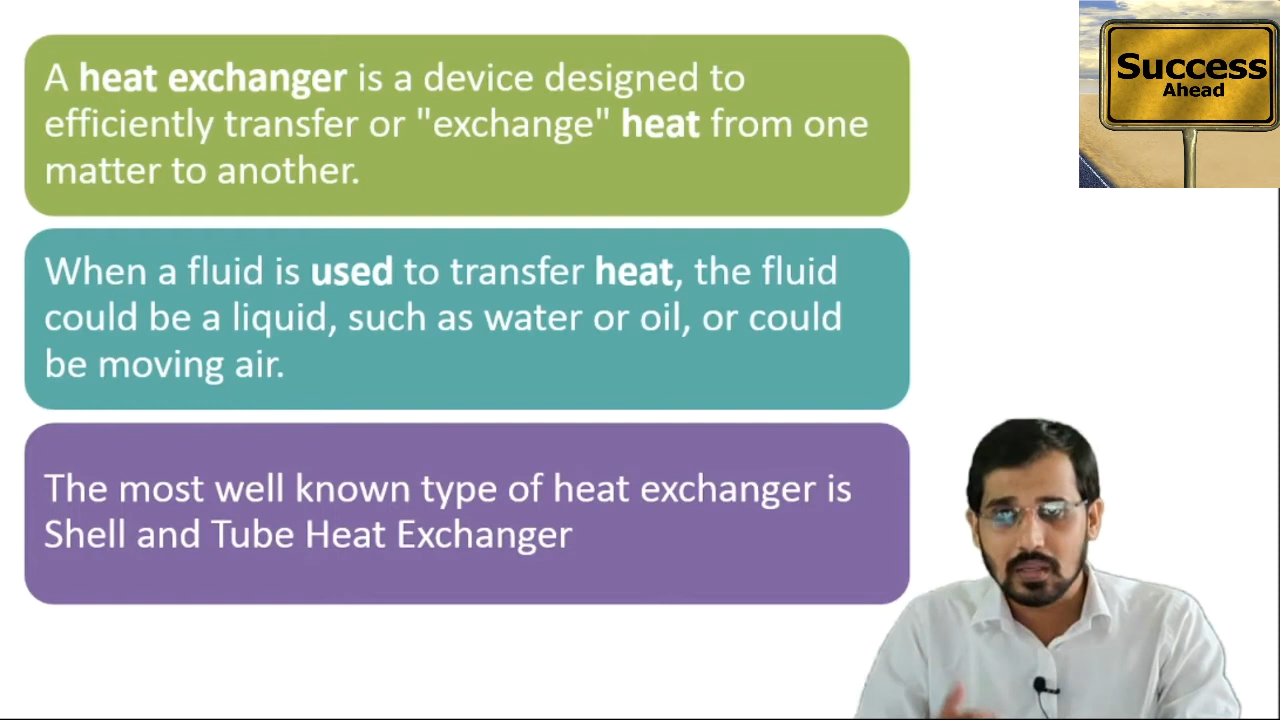 A heat exchanger is a device designed to
efficiently transfer or "exchange" heat from one
matter to another.
When a fluid is used to transfer heat, the fluid
could be a liquid, such as water or oil, or could
be moving air.
The most well known type of heat exchanger is
Shell and Tube Heat Exchanger
Success
Ahead